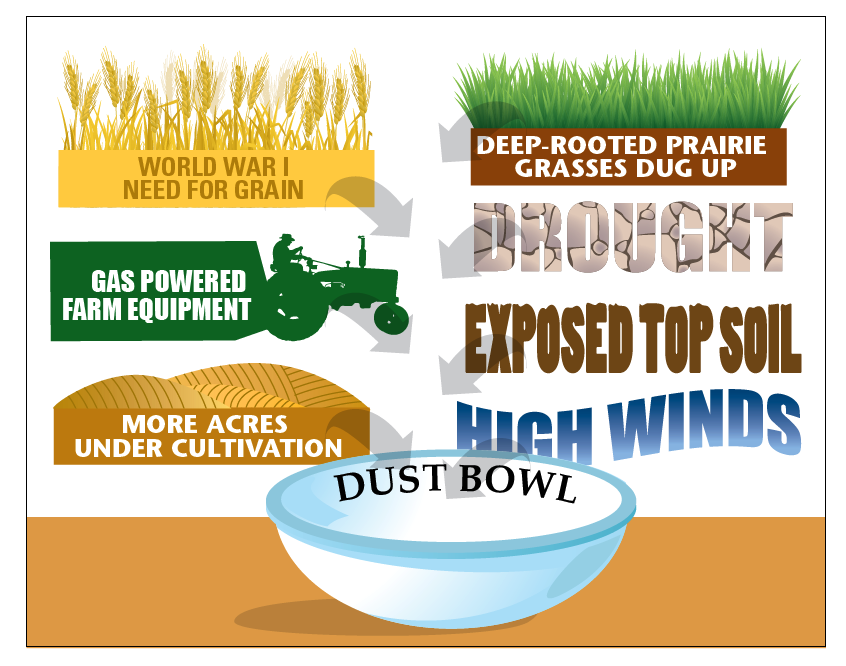 WORLD WAR I
NEED FOR GRAIN
GAS POWERED
FARM EQUIPMENT
MORE ACRES
UNDER CULTIVATION
DEEP-ROOTED PRAIRIE
GRASSES DUG UP
DROUGHT
EXPOSED TOP SOIL
HIGH WINDS
DUST BOWL